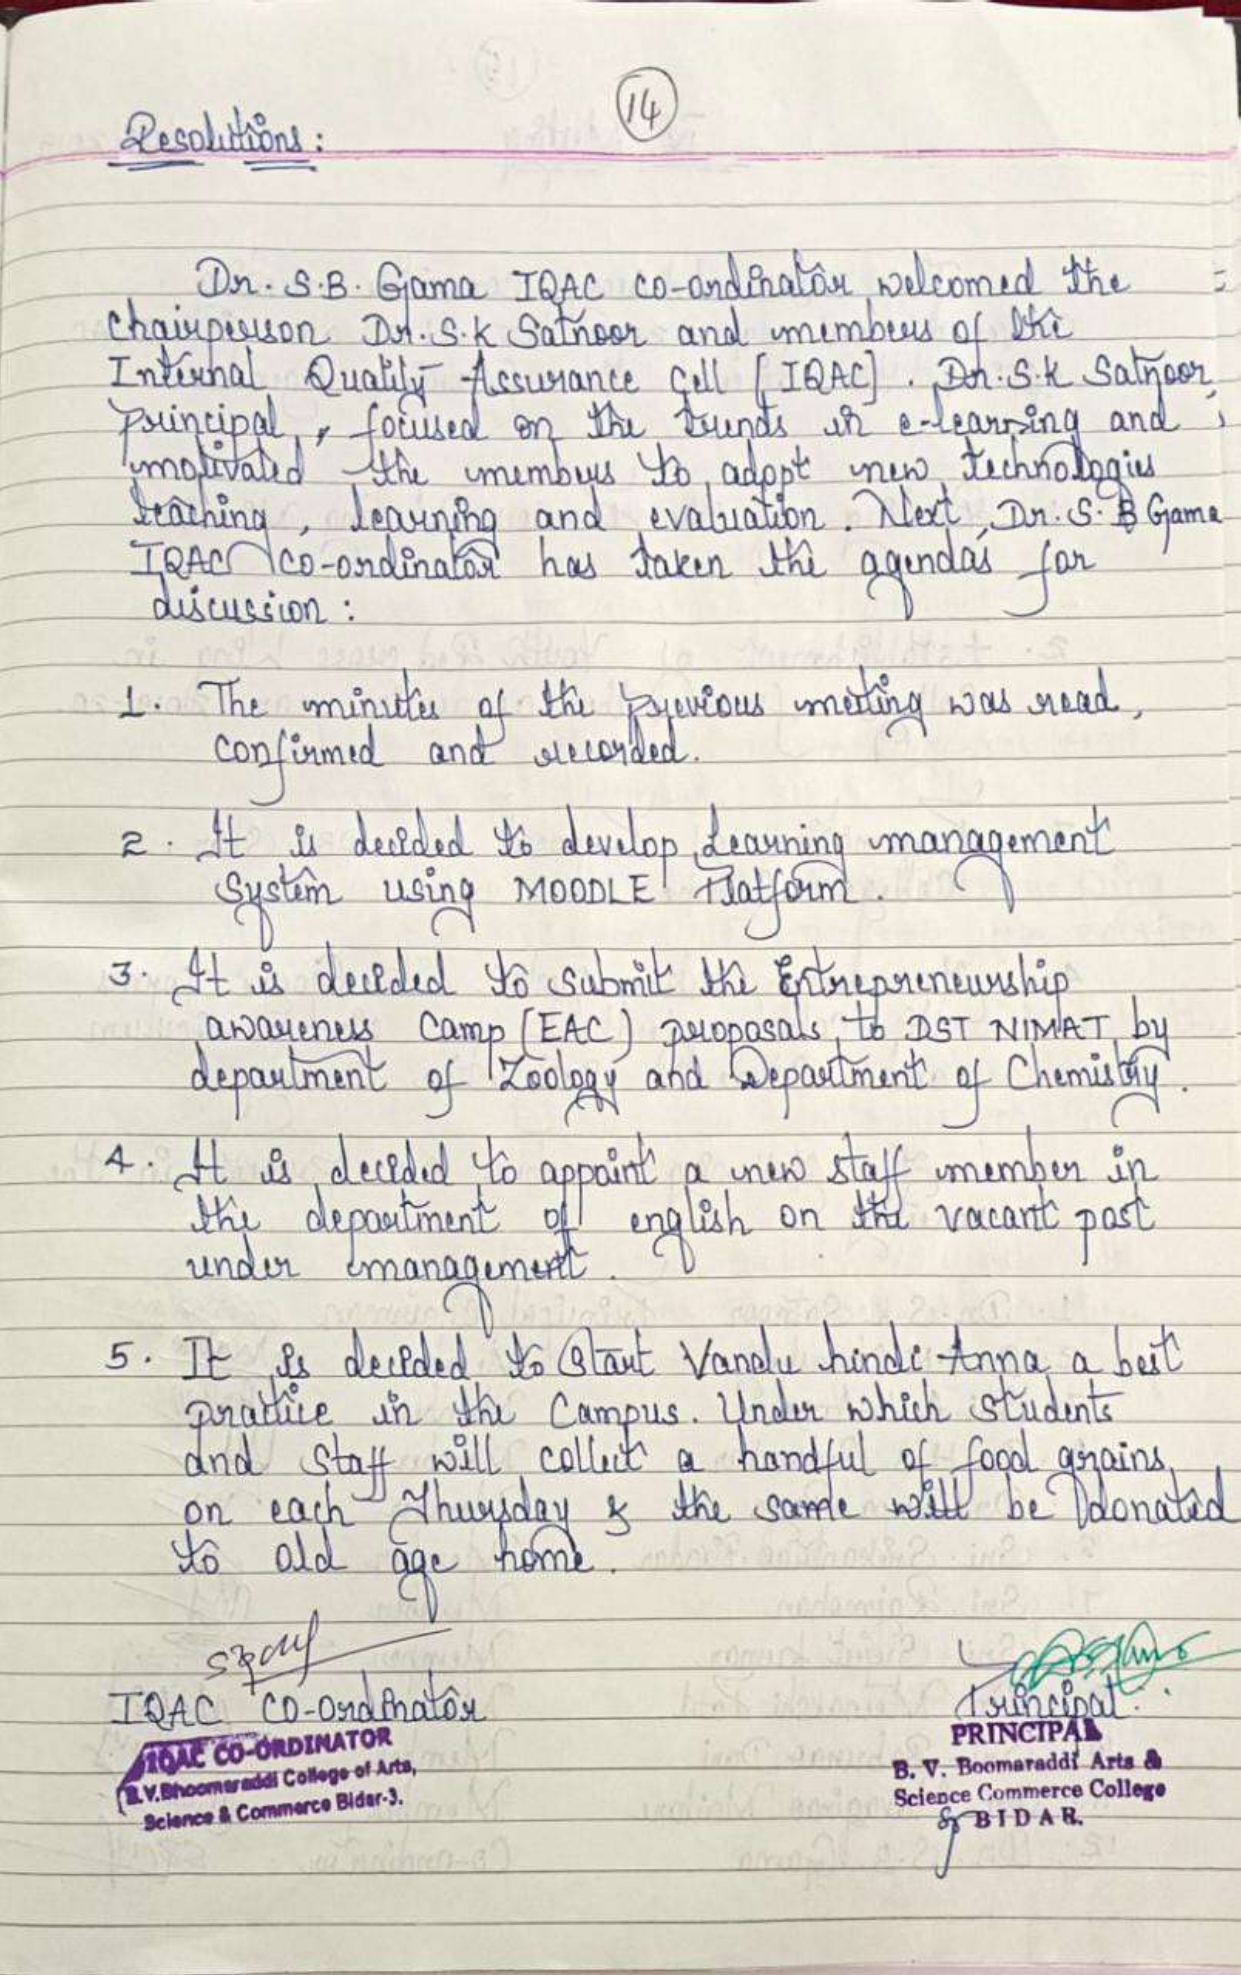 14
Resolutions :
Dr. S.B. Gama IQAC co-ordinator welcomed the
chairperson Dr. S.K Satnoor and members of the
Internal Quality Assurance Cell [IQAC]. Dr. S.K Satnoor,
principal, focused on the trends in e-learning and
motivated the members to adopt new technologies
teaching, learning and evaluation. Next Dr. S.B Gama
IQAC co-ordinator has taken the agendas for
discussion :
1. The minutes of the previous meeting was read,
confirmed and recorded.
2. It is decided to develop Learning management
System using MOODLE Platform.
3. It is decided to submit the Entrepreneurship
awareness Camp [EAC] proposals to DST NIMAT by
department of Zoology and Department of Chemistry.
4. It is decided to appoint a new staff member in
the department of english on the vacant post
under management.
5. It is decided to Start Vandu hindi Anna a best
practice in the Campus. Under which students
and staff will collect a handful of food grains
on each Thursday & the same will be donated
to old age home.
IQAC CO-Ordinator
Principal.
IQAC CO-ORDINATOR
B.V.Bhoomaraddi College of Arts,
Science & Commerce Bidar-3.
PRINCIPAL
B. V. Boomaraddi Arts &
Science Commerce College
BIDAR.